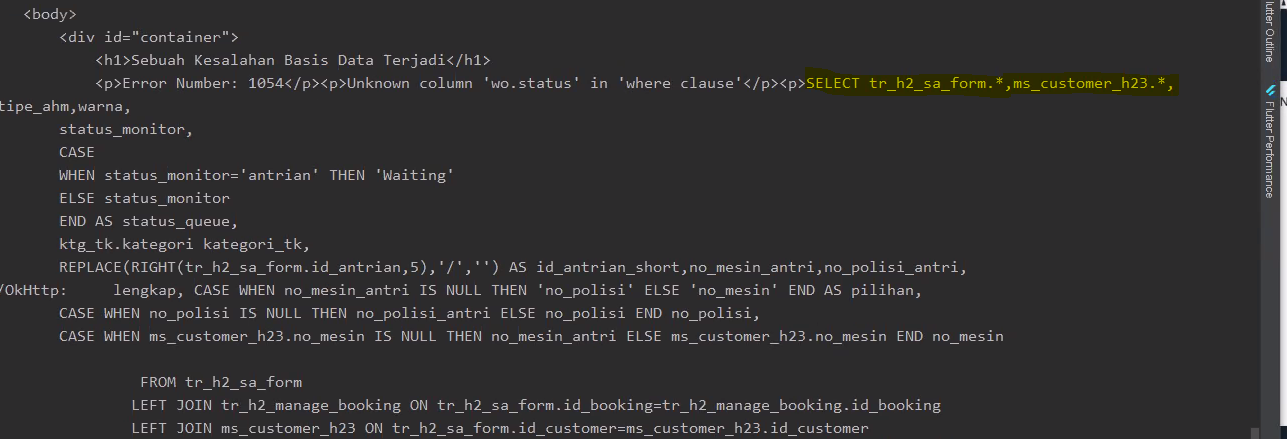 <body>
<div id="container">
<h1>Sebuah Kesalahan Basis Data Terjadi</h1>
<p>Error Number: 1054</p><p>Unknown column 'wo.status' in 'where clause'</p><p>SELECT tr_h2_sa_form.*,ms_customer_h23.*,
tipe_ahm,warna,
status_monitor,
CASE
WHEN status_monitor='antrian' THEN 'Waiting'
ELSE status_monitor
END AS status_queue,
ktg_tk.kategori kategori_tk,
REPLACE(RIGHT(tr_h2_sa_form.id_antrian,5),'/','') AS id_antrian_short,no_mesin_antri,no_polisi_antri,
/OkHttp: lengkap, CASE WHEN no_mesin_antri IS NULL THEN 'no_polisi' ELSE 'no_mesin' END AS pilihan,
CASE WHEN no_polisi IS NULL THEN no_polisi_antri ELSE no_polisi END no_polisi,
CASE WHEN ms_customer_h23.no_mesin IS NULL THEN no_mesin_antri ELSE ms_customer_h23.no_mesin END no_mesin
FROM tr_h2_sa_form
LEFT JOIN tr_h2_manage_booking ON tr_h2_sa_form.id_booking=tr_h2_manage_booking.id_booking
LEFT JOIN ms_customer_h23 ON tr_h2_sa_form.id_customer=ms_customer_h23.id_customer
lutter Outline
Flutter Performance